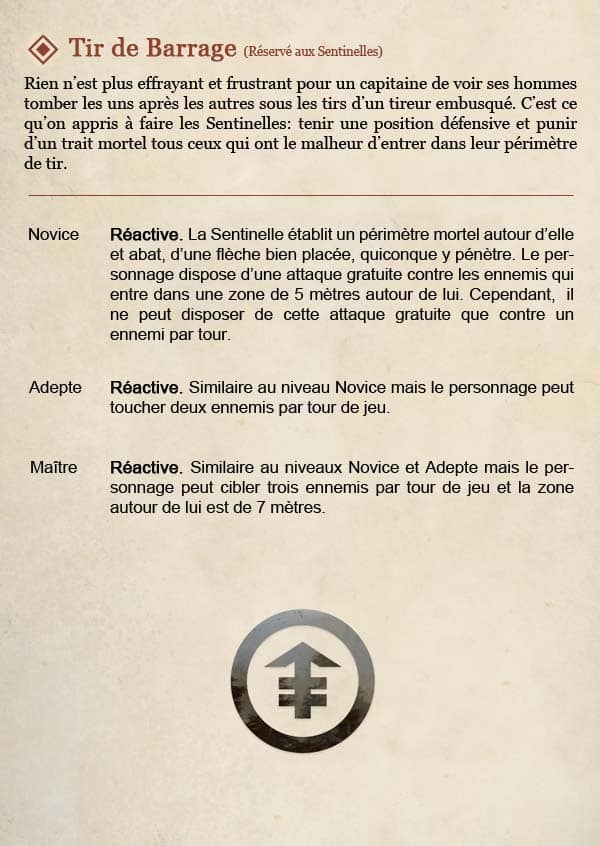 Tir de Barrage (Réservé aux Sentinelles)
Rien n’est plus effrayant et frustrant pour un capitaine de voir ses hommes
tomber les uns après les autres sous les tirs d’un tireur embusqué. C’est ce
qu’on appris à faire les Sentinelles: tenir une position défensive et punir
d’un trait mortel tous ceux qui ont le malheur d’entrer dans leur périmètre
de tir.
Novice Réactive. La Sentinelle établit un périmètre mortel autour d’elle
et abat, d’une flèche bien placée, quiconque y pénètre. Le per-
sonnage dispose d’une attaque gratuite contre les ennemis qui
entre dans une zone de 5 mètres autour de lui. Cependant, il
ne peut disposer de cette attaque gratuite que contre un
ennemi par tour.
Adepte Réactive. Similaire au niveau Novice mais le personnage peut
toucher deux ennemis par tour de jeu.
Maître Réactive. Similaire au niveaux Novice et Adepte mais le per-
sonnage peut cibler trois ennemis par tour de jeu et la zone
autour de lui est de 7 mètres.